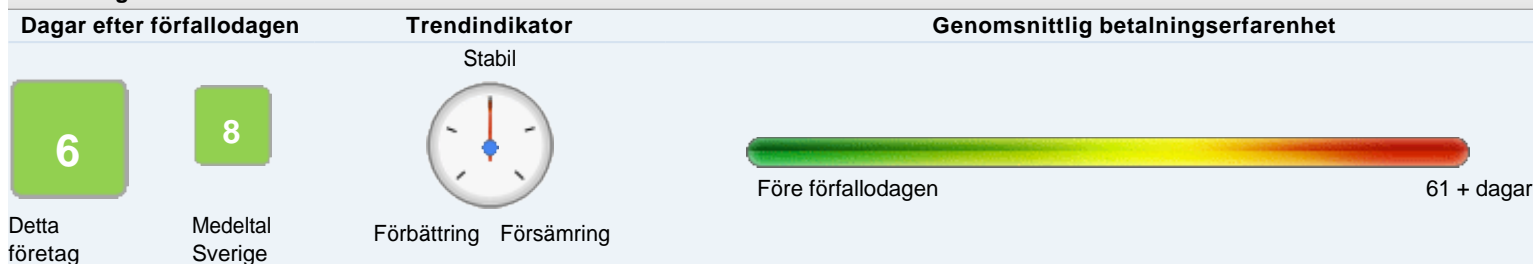 Dagar efter förfallodagen
Trendindikator
Genomsnittlig betalningserfarenhet
Stabil
6
8
Före förfallodagen
61 + dagar
Detta
företag
Medeltal
Sverige
Förbättring
Försämring